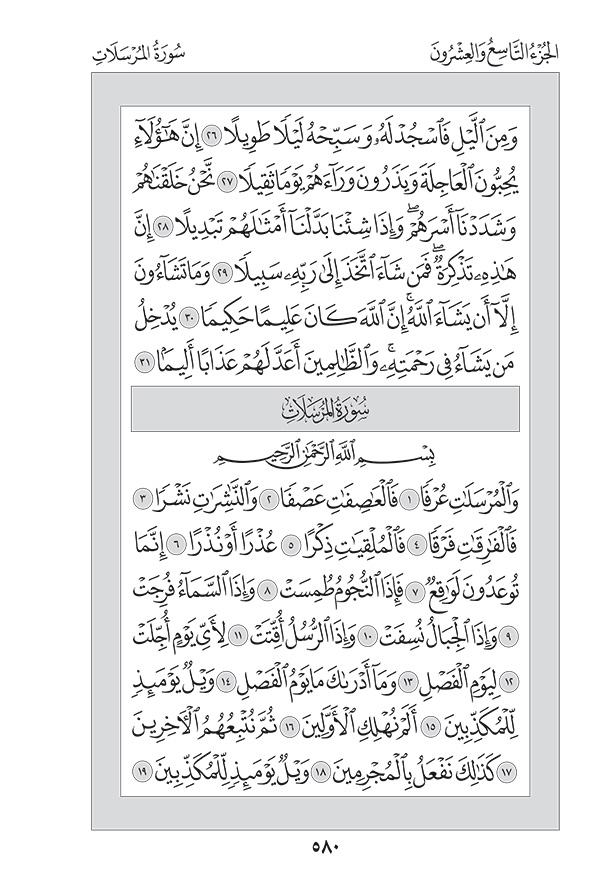 الجُزْءُ التَّاسِعُ وَالعِشْرُونَ
سُورَةُ المُرْسَلَاتِ
وَمِنَ ٱلَّيْلِ فَٱسْجُدْ لَهُۥ وَسَبِّحْهُ لَيْلًا طَوِيلًا ٢٦ إِنَّ هَٰٓؤُلَآءِ
يُحِبُّونَ ٱلْعَاجِلَةَ وَيَذَرُونَ وَرَآءَهُمْ يَوْمًا ثَقِيلًا ٢٧ نَّحْنُ خَلَقْنَٰهُمْ
وَشَدَدْنَآ أَسْرَهُمْۖ وَإِذَا شِئْنَا بَدَّلْنَآ أَمْثَٰلَهُمْ تَبْدِيلًا ٢٨ إِنَّ
هَٰذِهِۦ تَذْكِرَةٌۖ فَمَن شَآءَ ٱتَّخَذَ إِلَىٰ رَبِّهِۦ سَبِيلًا ٢٩ وَمَا تَشَآءُونَ
إِلَّآ أَن يَشَآءَ ٱللَّهُۚ إِنَّ ٱللَّهَ كَانَ عَلِيمًا حَكِيمًا ٣٠ يُدْخِلُ
مَن يَشَآءُ فِى رَحْمَتِهِۦۚ وَٱلظَّٰلِمِينَ أَعَدَّ لَهُمْ عَذَابًا أَلِيمًۢا ٣١
سُورَةُ المُرْسَلَاتِ
بِسْمِ ٱللَّهِ ٱلرَّحْمَٰنِ ٱلرَّحِيمِ
وَٱلْمُرْسَلَٰتِ عُرْفًا ١ فَٱلْعَٰصِفَٰتِ عَصْفًا ٢ وَٱلنَّٰشِرَٰتِ نَشْرًا ٣
فَٱلْفَٰرِقَٰتِ فَرْقًا ٤ فَٱلْمُلْقِيَٰتِ ذِكْرًا ٥ عُذْرًا أَوْ نُذْرًا ٦ إِنَّمَا
تُوعَدُونَ لَوَٰقِعٌ ٧ فَإِذَا ٱلنُّجُومُ طُمِسَتْ ٨ وَإِذَا ٱلسَّمَآءُ فُرِجَتْ
٩ وَإِذَا ٱلْجِبَالُ نُسِفَتْ ١٠ وَإِذَا ٱلرُّسُلُ أُقِّتَتْ ١١ لِأَىِّ يَوْمٍ أُجِّلَتْ
١٢ لِيَوْمِ ٱلْفَصْلِ ١٣ وَمَآ أَدْرَىٰكَ مَا يَوْمُ ٱلْفَصْلِ ١٤ وَيْلٌ يَوْمَئِذٍ
لِّلْمُكَذِّبِينَ ١٥ أَلَمْ نُهْلِكِ ٱلْأَوَّلِينَ ١٦ ثُمَّ نُتْبِعُهُمُ ٱلْءَاخِرِينَ
١٧ كَذَٰلِكَ نَفْعَلُ بِٱلْمُجْرِمِينَ ١٨ وَيْلٌ يَوْمَئِذٍ لِّلْمُكَذِّبِينَ ١٩
٥٨٠